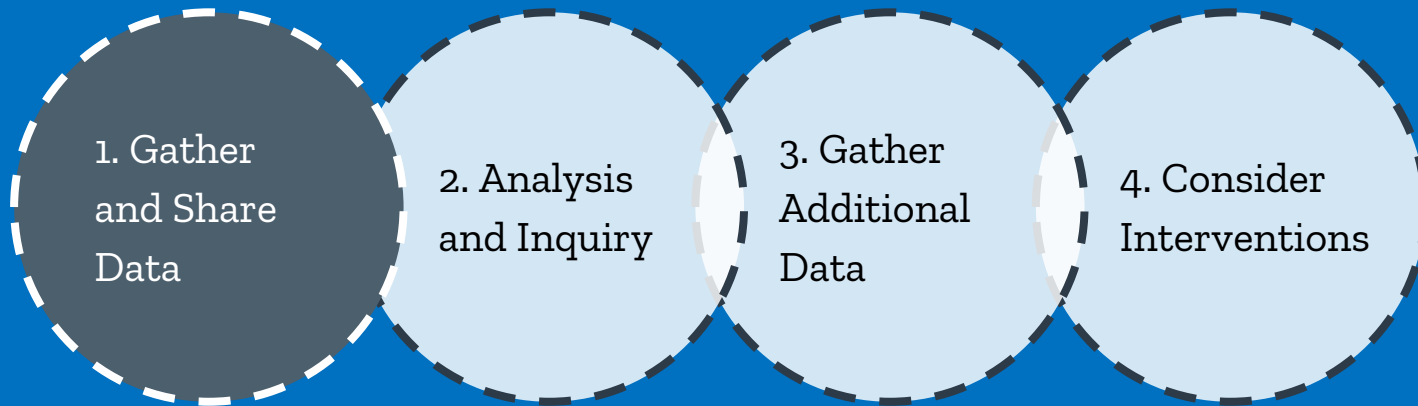 1. Gather
and Share
Data
2. Analysis
and Inquiry
3. Gather
Additional
Data
4. Consider
Interventions